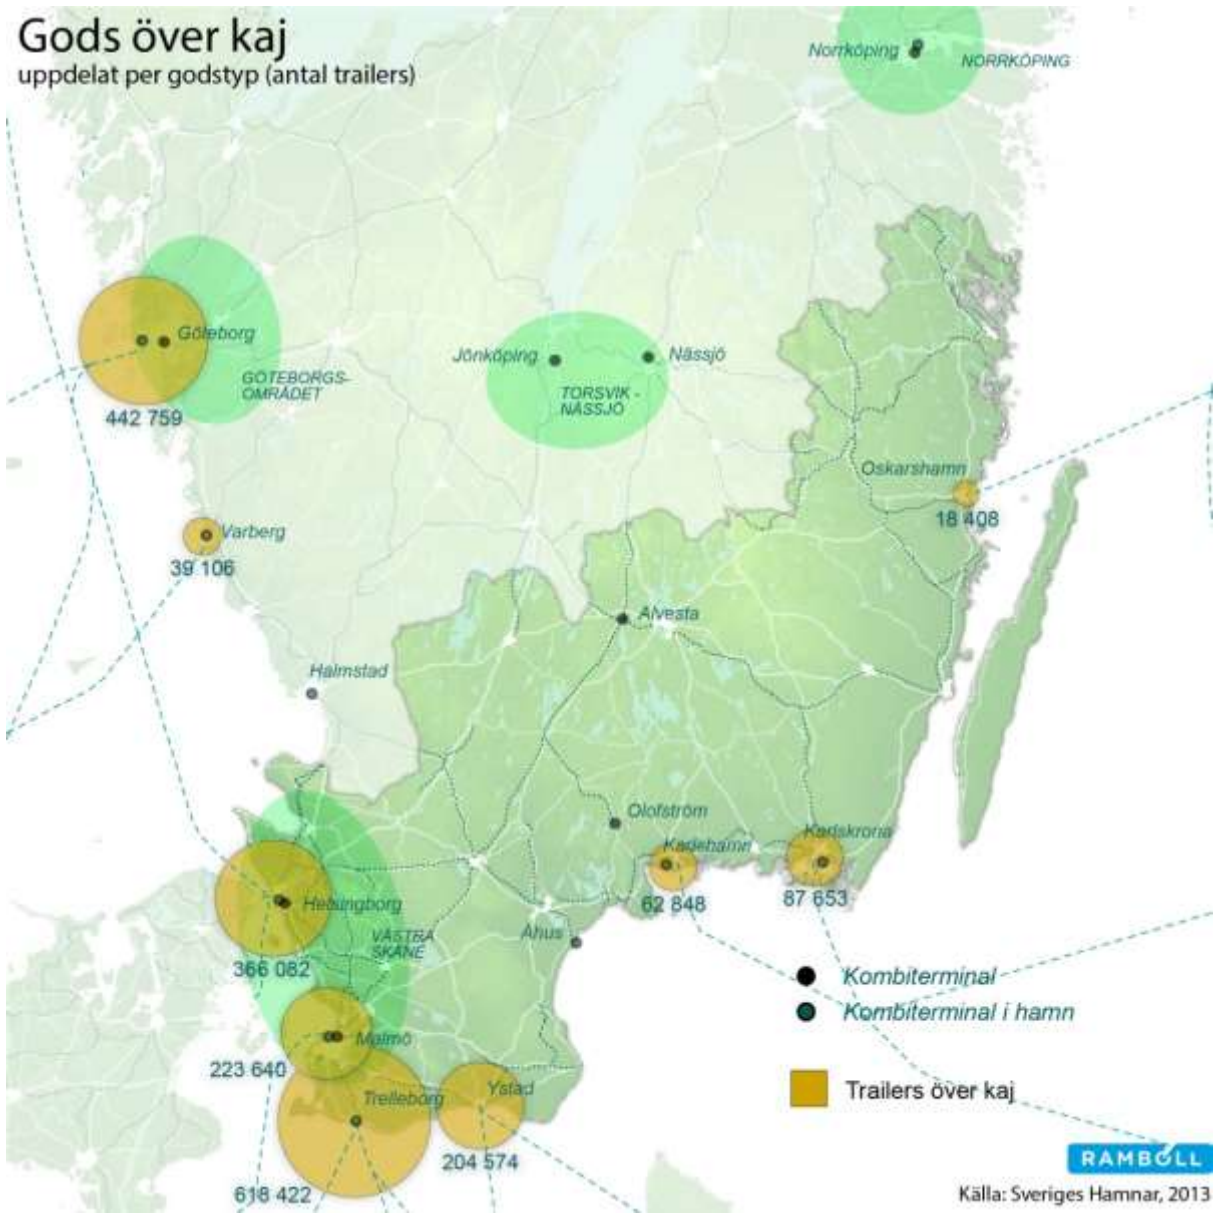 Gods över kaj
uppdelat per godstyp (antal trailers)
Norrköping
NORRKÖPING
Göteborg
GÖTEBORGS-
OMRÅDET
442 759
Jönköping
Nässjö
TORSVIK -
NÄSSJÖ
Oskarshamn
18 408
Varberg
39 106
Alvesta
Halmstad
Olofström
Karlshamn
62 848
Karlskrona
87 653
Helsingborg
366 082
VÄSTRA
SKÅNE
Åhus
Kombiterminal
Kombiterminal i hamn
Malmö
223 640
Trelleborg
618 422
Ystad
204 574
Trailers över kaj
RAMBOLL
Källa: Sveriges Hamnar, 2013